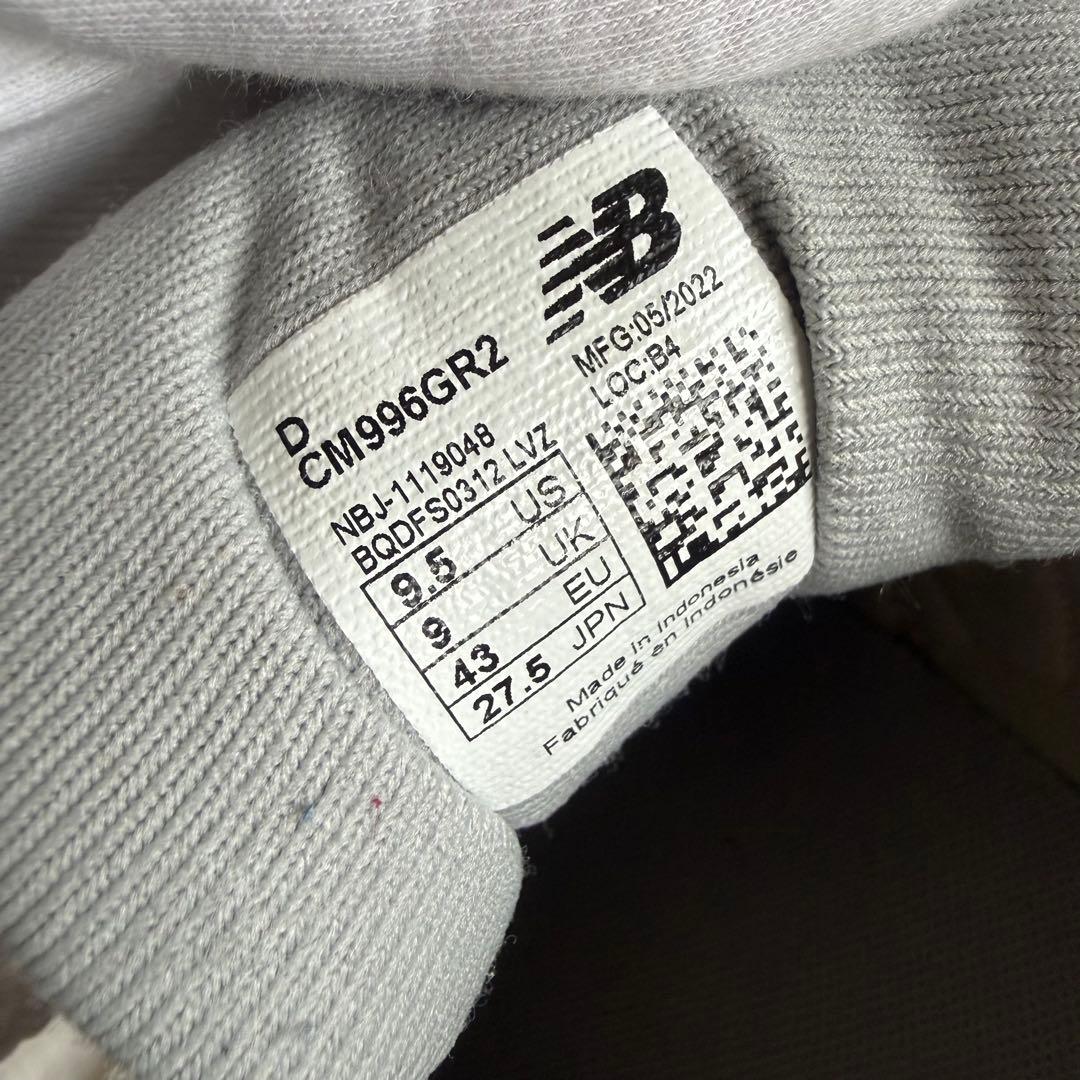 NB
MFG:05/2022
LOC:B4
D
CM996GR2
NBJ-1119048
BQDFS0312 LVZ
9.5 US
9 UK
43 EU
27.5 JPN
Made in Indonesia
Fabriqué en Indonésie